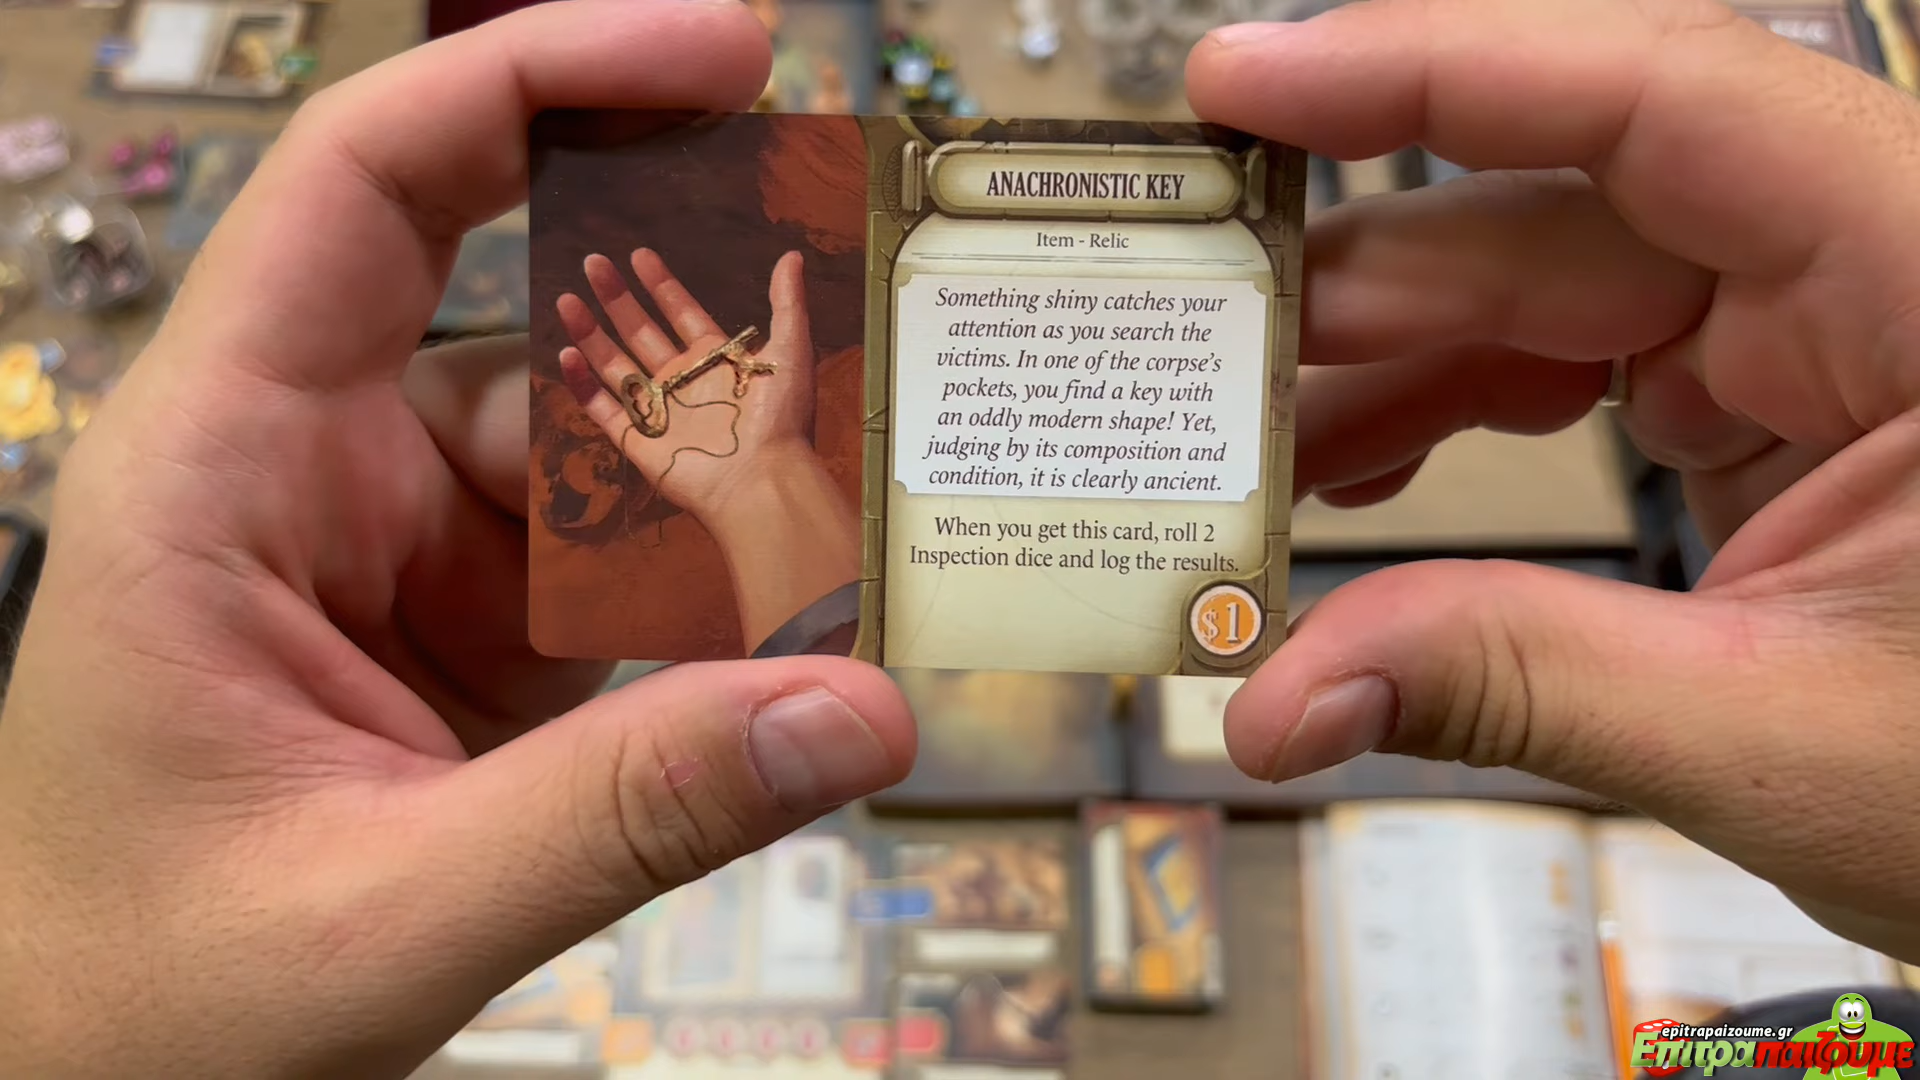 ANACHRONISTIC KEY
Item - Relic
Something shiny catches your
attention as you search the
victims. In one of the corpse's
pockets, you find a key with
an oddly modern shape! Yet,
judging by its composition and
condition, it is clearly ancient.
When you get this card, roll 2
Inspection dice and log the results.
$1
epitrapaizoume.gr
Επιτραπαίζουμε